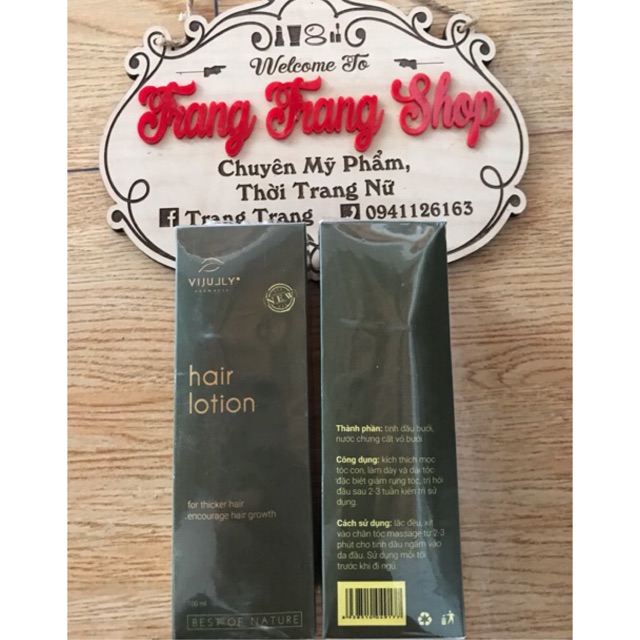 Welcome To
Trang Trang Shop
Chuyên Mỹ Phẩm,
Thời Trang Nữ
Trang Trang
0941126163
VIJULLY®
COSMETIC
NEW
hair
lotion
for thicker hair
encourage hair growth
100 ml
BEST OF NATURE
Thành phần: tinh dầu bưởi,
nước chưng cất vỏ bưởi
Công dụng: kích thích mọc
tóc con, làm dày và dài tóc
đặc biệt giảm rụng tóc, trị hói
đầu sau 2-3 tuần kiên trì sử
dụng.
Cách sử dụng: lắc đều, xịt
vào chân tóc massage từ 2-3
phút cho tinh dầu ngấm vào
da đầu. Sử dụng mỗi tối
trước khi đi ngủ.